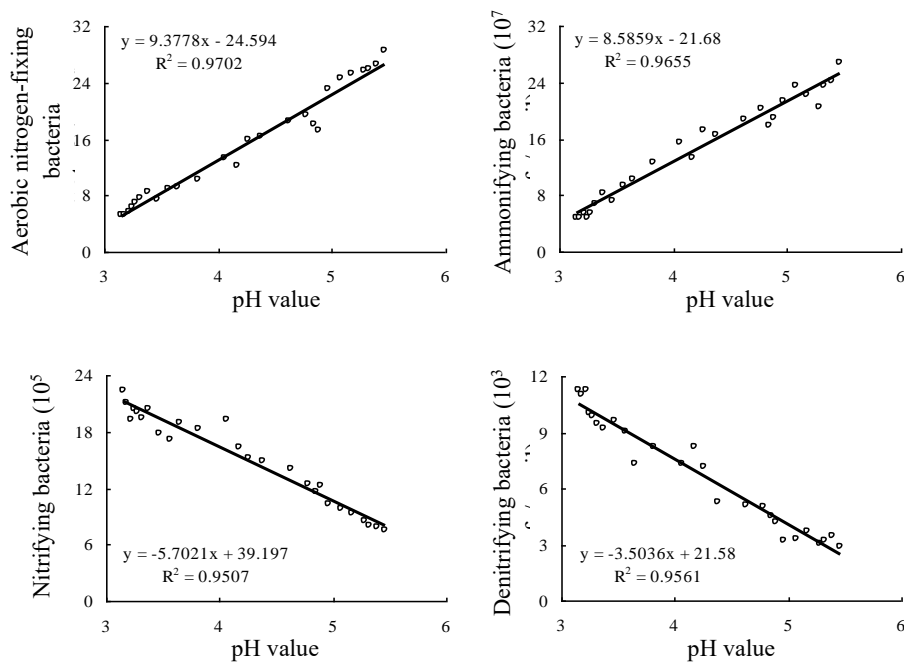 Aerobic nitrogen-fixing
bacteria
32
24
16
8
0
y = 9.3778x - 24.594
R² = 0.9702
3 4 5 6
pH value
Ammonifying bacteria (10⁷
32
24
16
8
0
y = 8.5859x - 21.68
R² = 0.9655
3 4 5 6
pH value
Nitrifying bacteria (10⁵
24
18
12
6
0
y = -5.7021x + 39.197
R² = 0.9507
3 4 5 6
pH value
Denitrifying bacteria (10³
12
9
6
3
0
y = -3.5036x + 21.58
R² = 0.9561
3 4 5 6
pH value